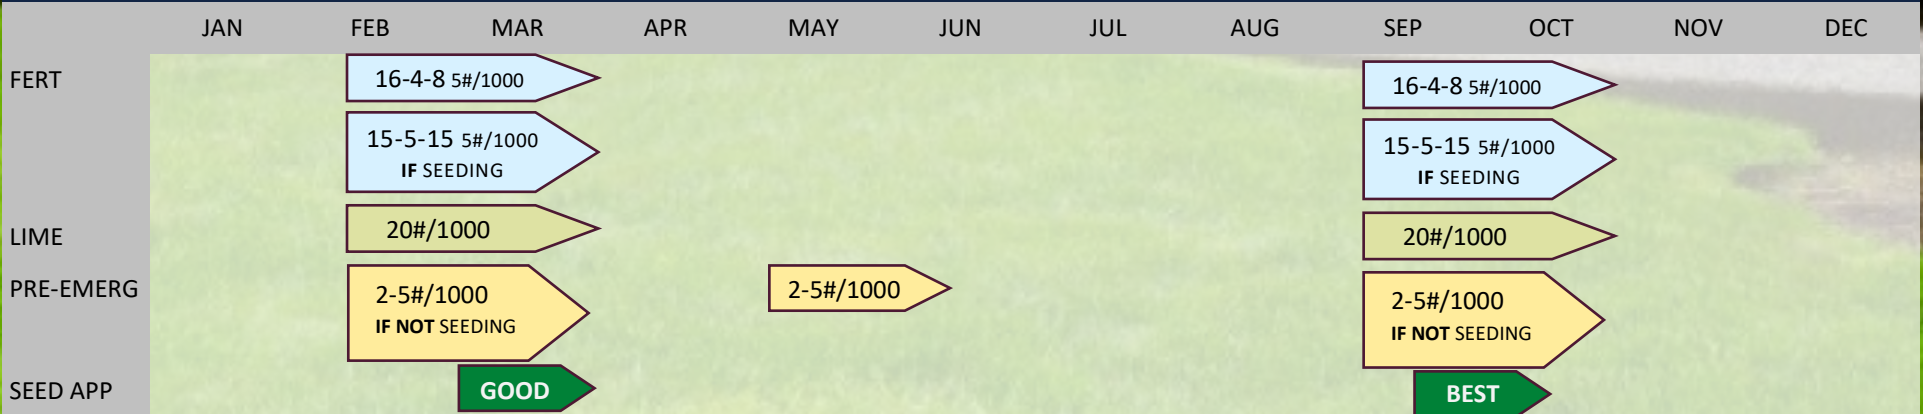 JAN FEB MAR APR MAY JUN JUL AUG SEP OCT NOV DEC
FERT
16-4-8 5#/1000
16-4-8 5#/1000
15-5-15 5#/1000
IF SEEDING
15-5-15 5#/1000
IF SEEDING
LIME
20#/1000
20#/1000
PRE-EMERG
2-5#/1000
IF NOT SEEDING
2-5#/1000
2-5#/1000
IF NOT SEEDING
SEED APP
GOOD
BEST